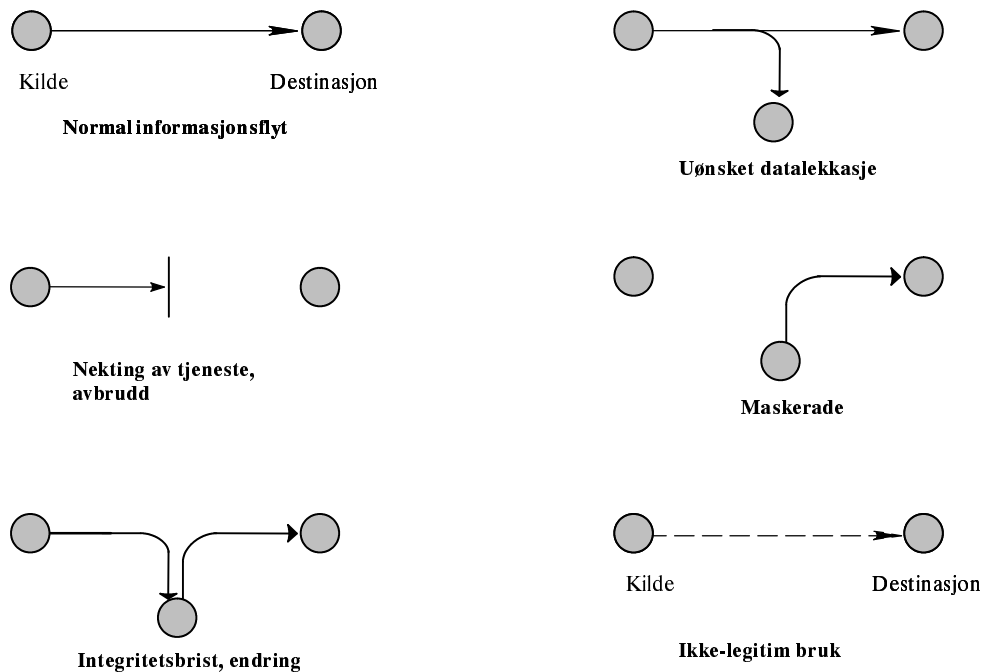 Kilde
Destinasjon
Normal informasjonsflyt
Uønsket datalekkasje
Nekting av tjeneste,
avbrudd
Maskerade
Integritetsbrist, endring
Kilde
Destinasjon
Ikke-legitim bruk